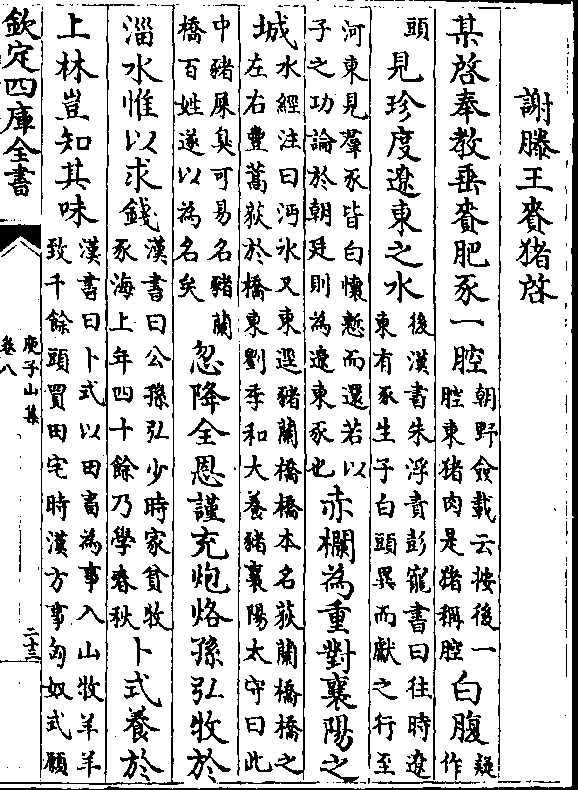 謝滕王賚猪啓
某啓奉教垂賚肥豕一腔朝野僉載云按後一腔東猪肉是猪稱腔白腹疑作
頭見珍度遼東之水後漢書朱浮責彭寵書曰往時遼東有豕生子白頭異而獻之行至
河東見羣豕皆白懷慙而還若以子之功論於朝廷則為遼東豕也赤欄為重對襄陽之
城水經注曰沔水又東選豬蘭橋橋本名荻蘭橋橋之左右豐蒿荻於橋東劉季和大養豬襄陽太守曰此
中豬屎臭可易名豬蘭橋百姓遂以為名矣忽降全恩謹充炮烙孫弘牧於
淄水惟以求錢漢書曰公孫弘少時家貧牧豕海上年四十餘乃學春秋卜式養於
上林豈知其味漢書曰卜式以田畜為事入山牧羊羊致千餘頭買田宅時漢方事匈奴式願
欽定四庫全書
庾子山集
卷八
二十三